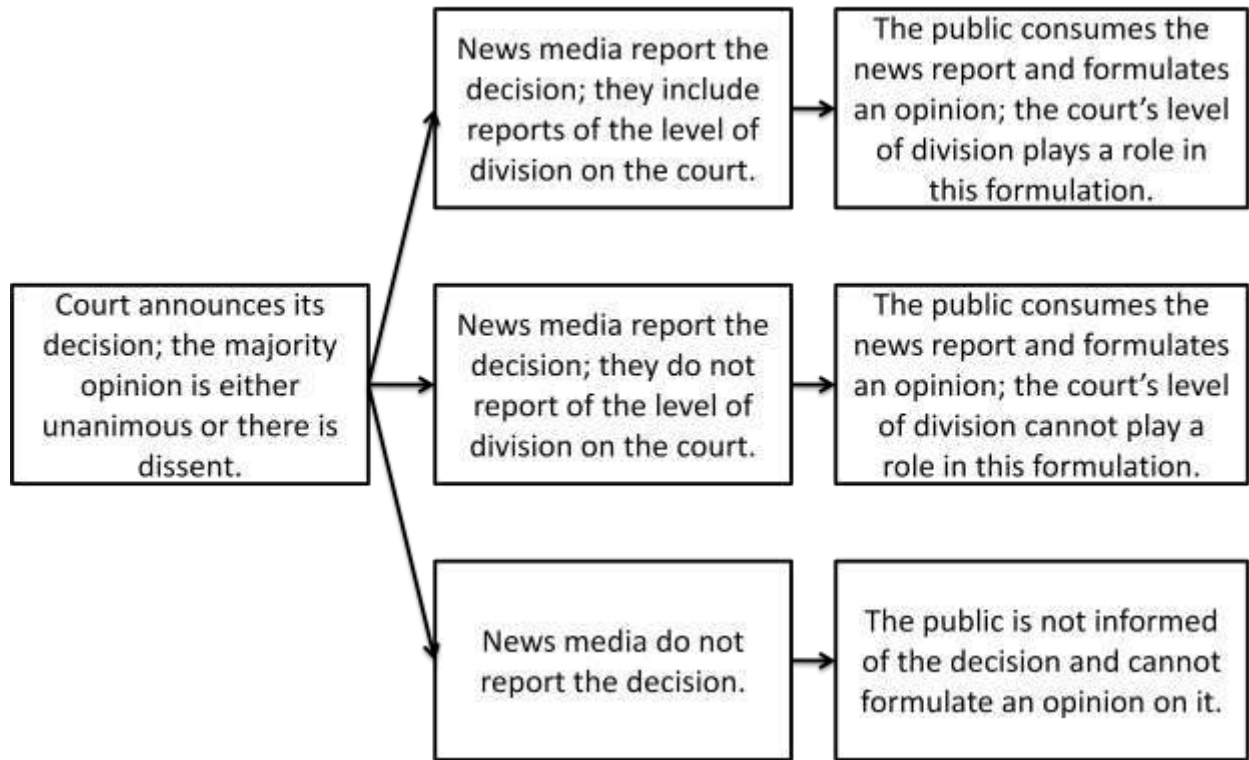 News media report the
decision; they include
reports of the level of
division on the court.
The public consumes the
news report and formulates
an opinion; the court’s level
of division plays a role in
this formulation.
Court announces its
decision; the majority
opinion is either
unanimous or there is
dissent.
News media report the
decision; they do not
report of the level of
division on the court.
The public consumes the
news report and formulates
an opinion; the court’s level
of division cannot play a
role in this formulation.
News media do not
report the decision.
The public is not informed
of the decision and cannot
formulate an opinion on it.